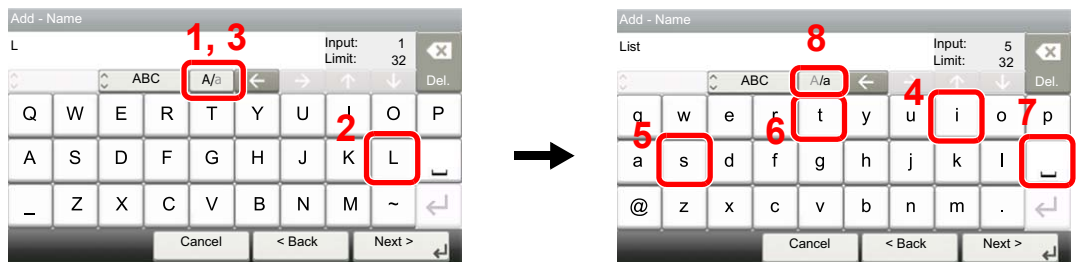 Add - Name
L
1, 3
Input: 1
Limit: 32
ABC
A/a
Del.
Q W E R T Y U I O P
2
A S D F G H J K L
_ Z X C V B N M ~
Cancel < Back Next >
Add - Name
List
8
Input: 5
Limit: 32
ABC
A/a
Del.
q w e r t y u i o p
4
5 6 7
a s d f g h j k l
@ z x c v b n m .
Cancel < Back Next >